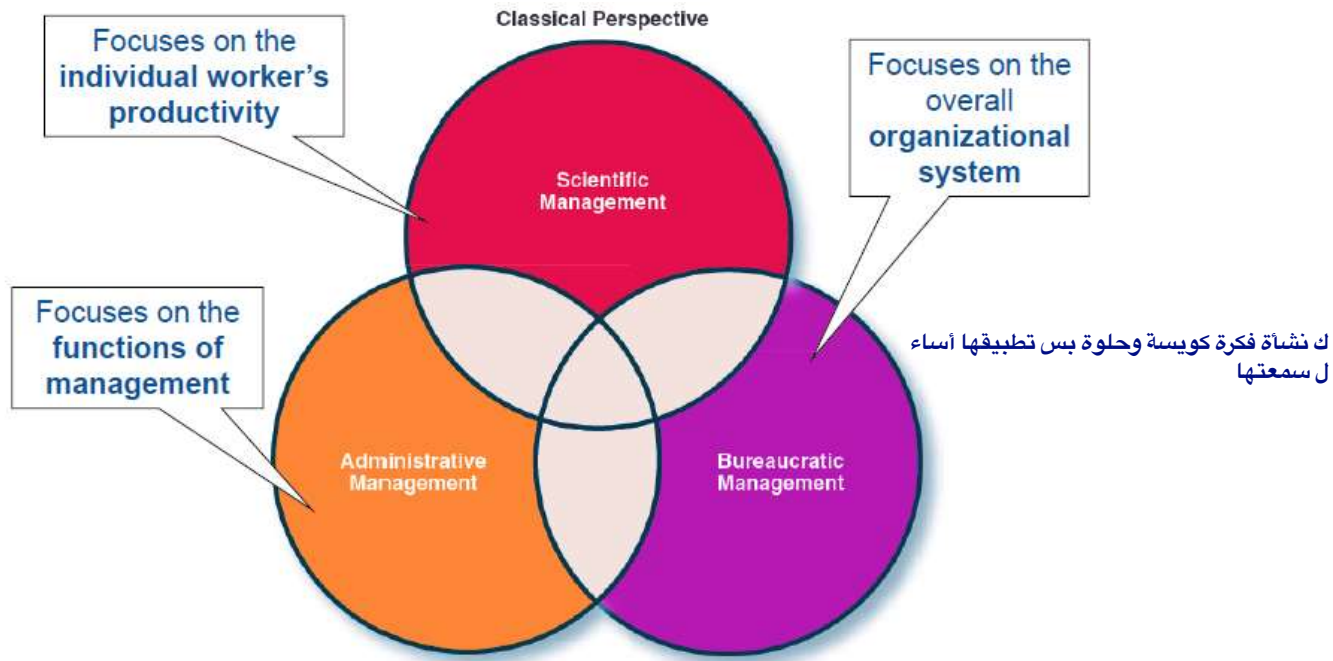 Classical Perspective
Focuses on the
individual worker's
productivity
Focuses on the
overall
organizational
system
Scientific
Management
Focuses on the
functions of
management
ك نشأة فكرة كويسة وحلوة بس تطبيقها أساء
ل سمعتها
Administrative
Management
Bureaucratic
Management